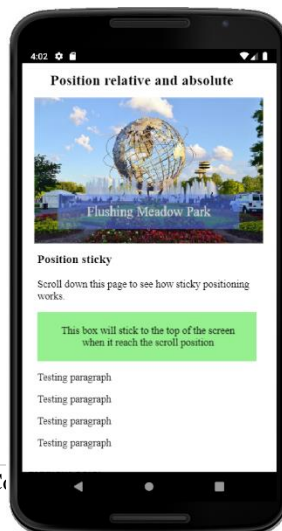 4:02
Position relative and absolute
Flushing Meadow Park
Position sticky
Scroll down this page to see how sticky positioning
works.
This box will stick to the top of the screen
when it reach the scroll position
Testing paragraph
Testing paragraph
Testing paragraph
Testing paragraph